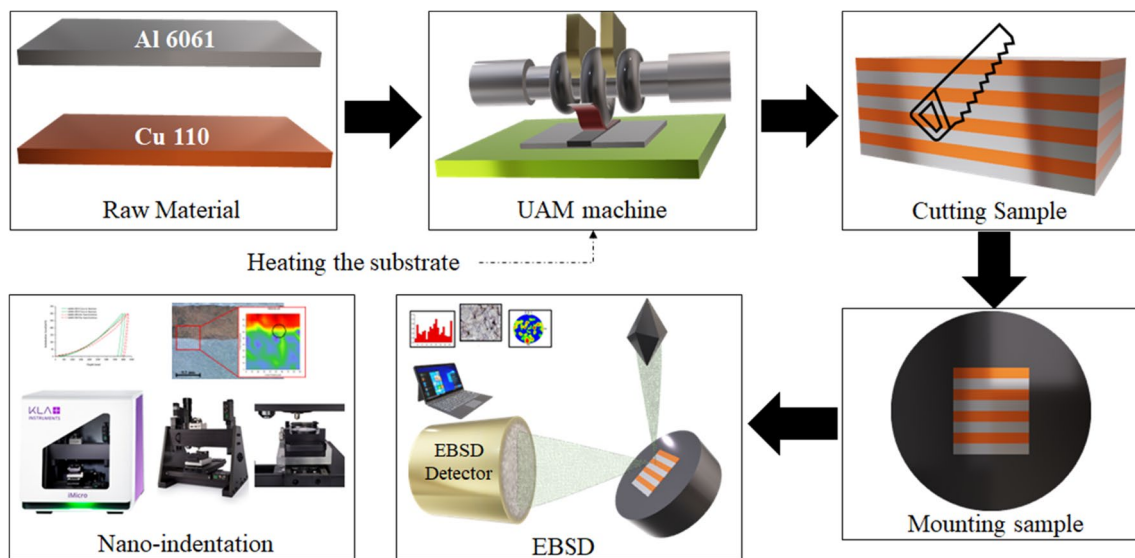 Al 6061
Cu 110
Raw Material
UAM machine
Cutting Sample
Heating the substrate
KLA
INSTRUMENTS
iMicro
Nano-indentation
EBSD
Detector
EBSD
Mounting sample